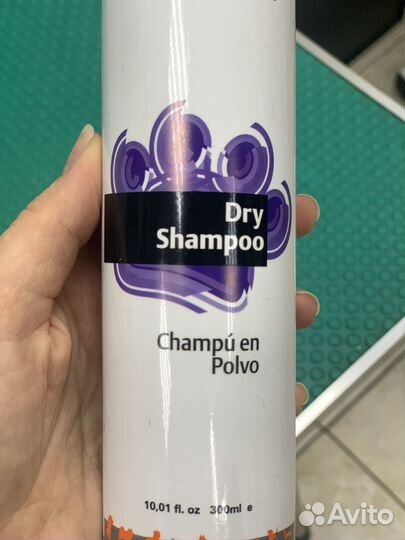 Dry
Shampoo
Champú en
Polvo
10,01 fl. oz 300ml e
Avito